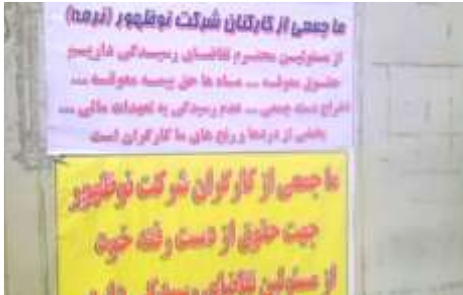 ما جمعی از کارکنان شرکت نوظهور (نرمه)
از مسئولین محترم تقاضای رسیدگی داریم
حقوق معوقه ... ماه ها حق بیمه معوقه ...
اخراج دسته جمعی ... عدم رسیدگی به تعهدات مالی ...
بخشی از دردها و رنج های ما کارگران است
ما جمعی از کارگران شرکت نوظهور
جهت حقوق از دست رفته خود
از مسئولین تقاضای رسیدگی داریم